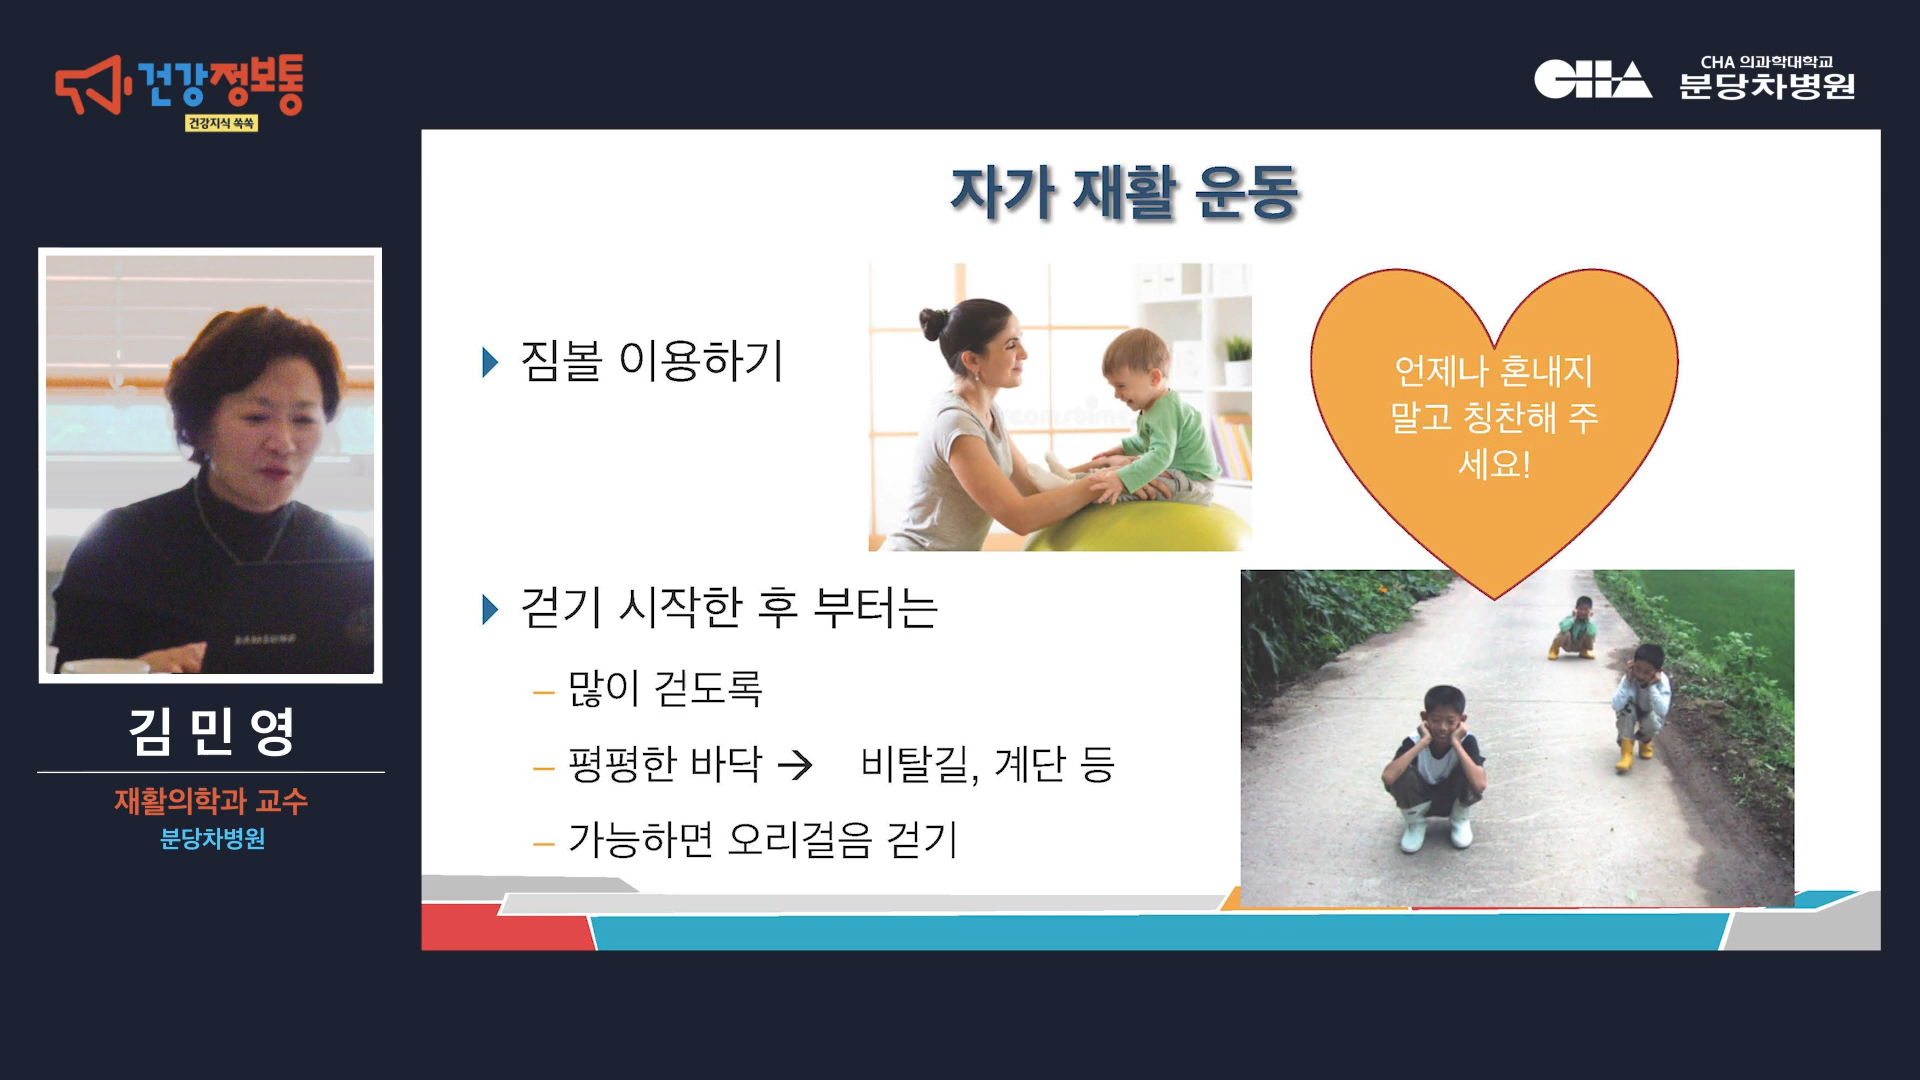 건강정보통
건강지식 쏙쏙
CHA 의과학대학교
분당차병원
자가 재활 운동
짐볼 이용하기
언제나 혼내지
말고 칭찬해 주
세요!
걷기 시작한 후 부터는
– 많이 걷도록
– 평평한 바닥 → 비탈길, 계단 등
– 가능하면 오리걸음 걷기
SAMSUNG
김 민 영
재활의학과 교수
분당차병원